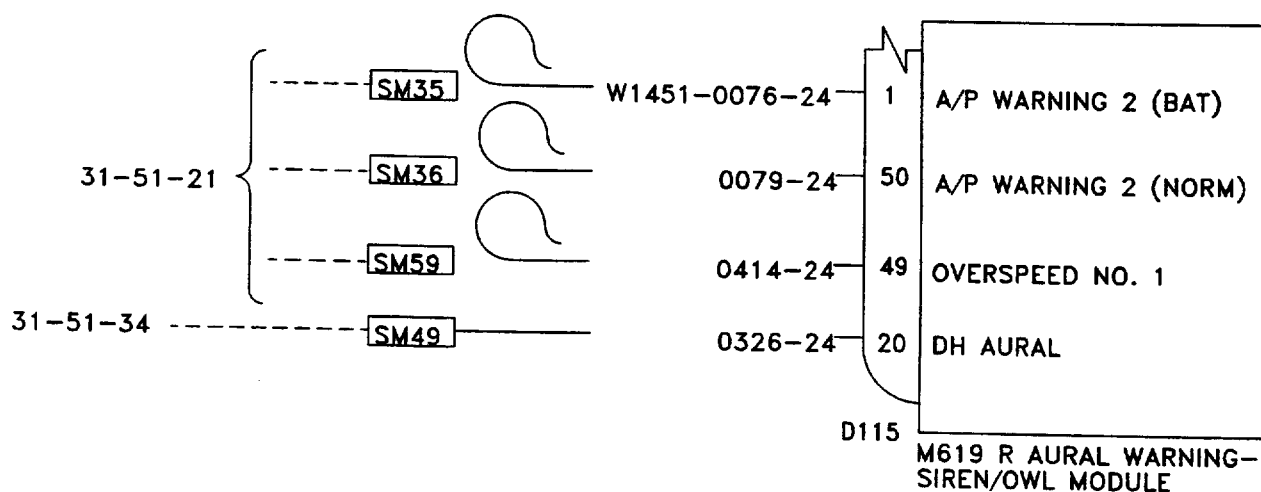 SM35 W1451-0076-24 1 A/P WARNING 2 (BAT)
31-51-21 SM36 0079-24 50 A/P WARNING 2 (NORM)
SM59 0414-24 49 OVERSPEED NO. 1
31-51-34 SM49 0326-24 20 DH AURAL
D115
M619 R AURAL WARNING-
SIREN/OWL MODULE